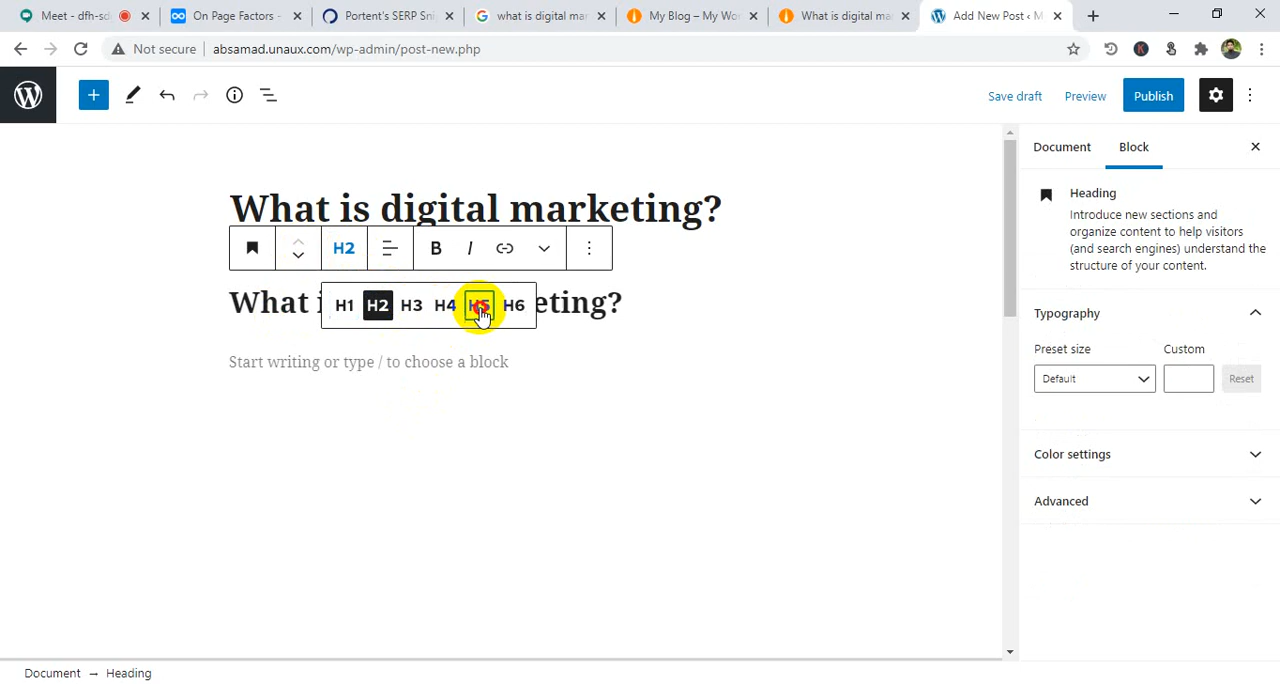 Meet - dfh-sd
On Page Factors -
Portent's SERP Sni
what is digital mar
My Blog – My Wo
What is digital ma
Add New Post ‹ M
Not secure
absamad.unaux.com/wp-admin/post-new.php
Save draft
Preview
Publish
Document
Block
What is digital marketing?
Heading
Introduce new sections and
organize content to help visitors
(and search engines) understand the
structure of your content.
H2
B
I
H1
H2
H3
H4
H5
H6
What i
eting?
Typography
Preset size
Custom
Default
Reset
Start writing or type / to choose a block
Color settings
Advanced
Document → Heading